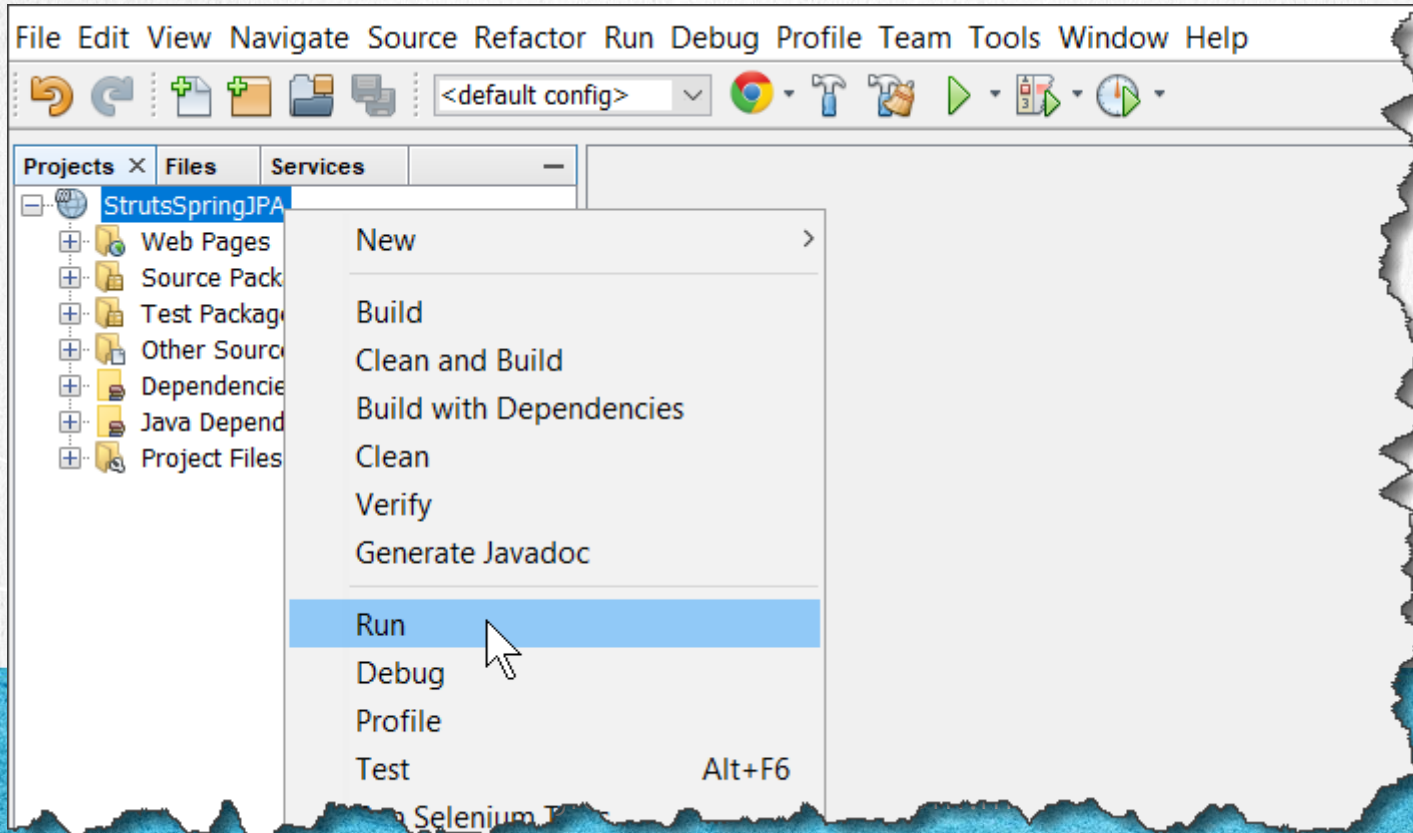 File Edit View Navigate Source Refactor Run Debug Profile Team Tools Window Help
<default config>
Projects Files Services
StrutsSpringJPA
Web Pages
Source Pack
Test Packag
Other Sourc
Dependencie
Java Depend
Project Files
New
Build
Clean and Build
Build with Dependencies
Clean
Verify
Generate Javadoc
Run
Debug
Profile
Test Alt+F6
Selenium